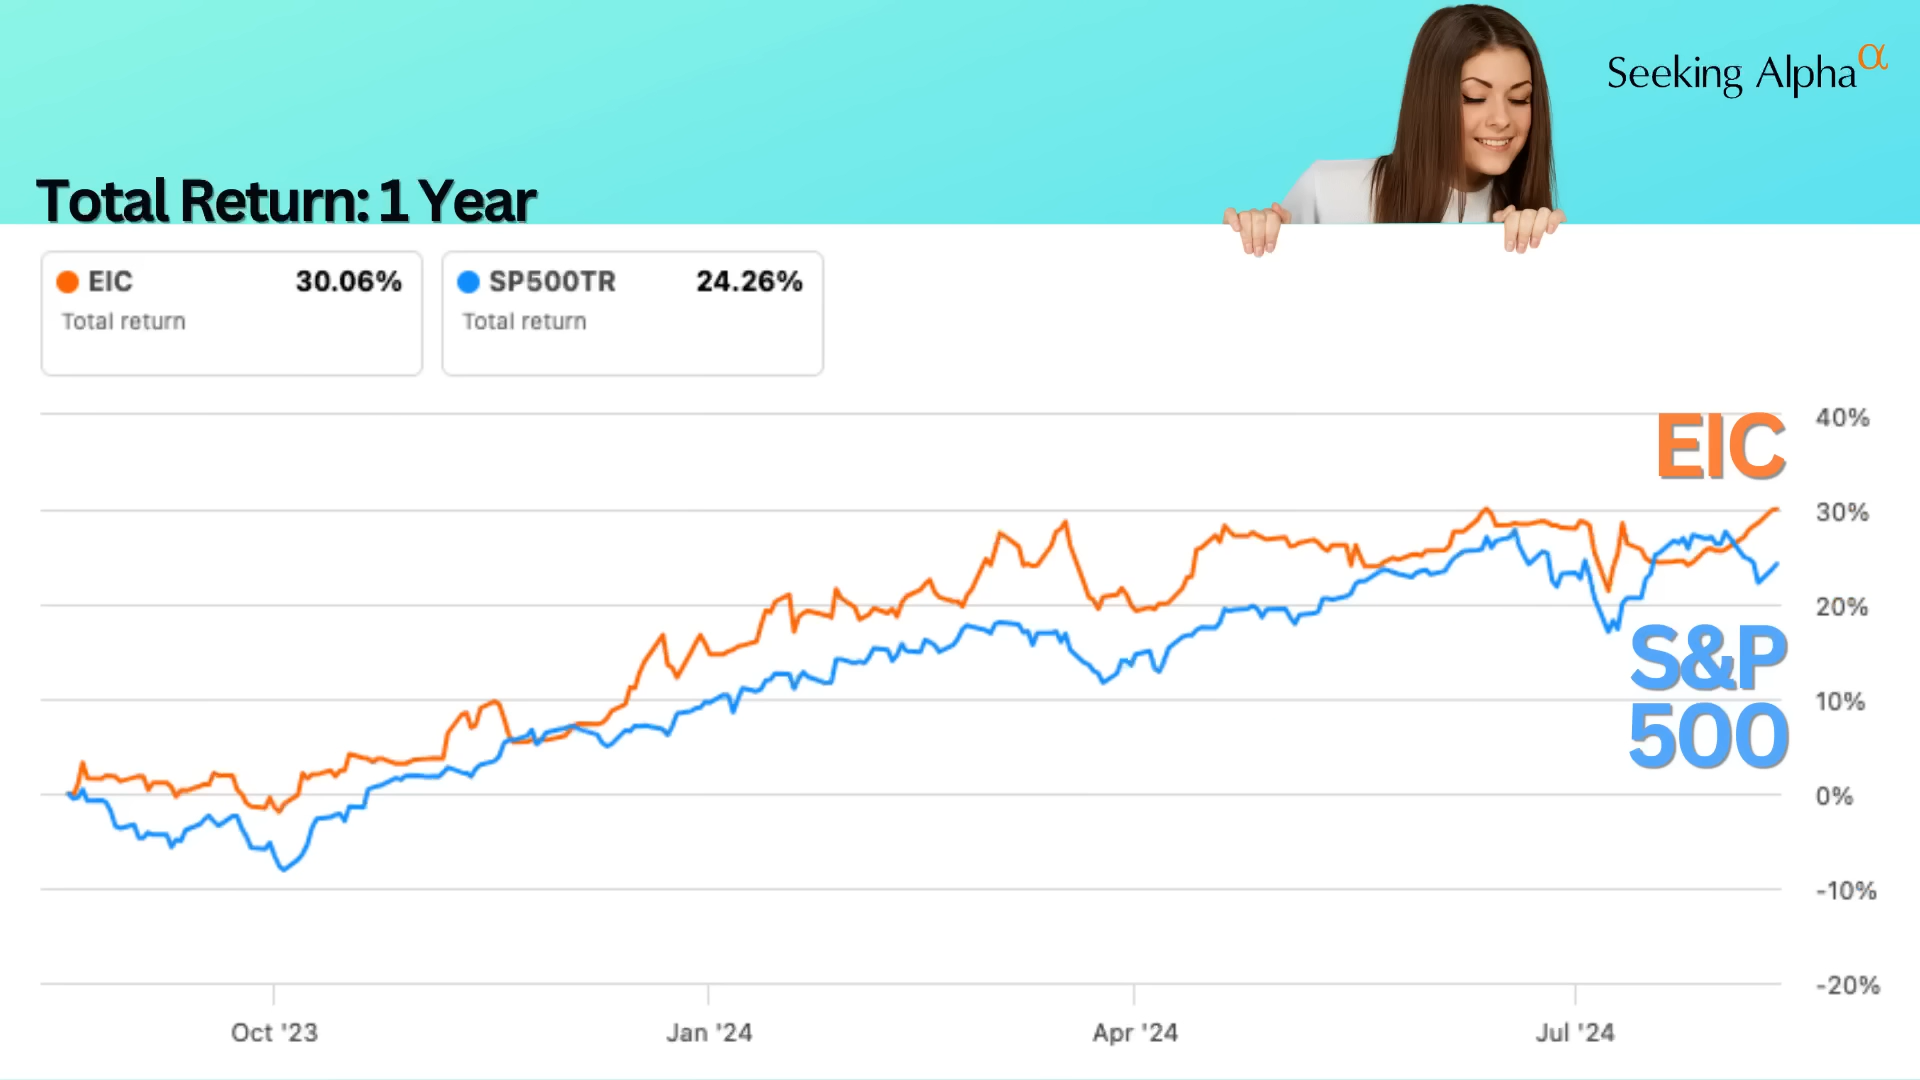 Seeking Alphaα
Total Return: 1 Year
EIC 30.06%
Total return
SP500TR 24.26%
Total return
EIC
S&P
500
40%
30%
20%
10%
0%
-10%
-20%
Oct '23
Jan '24
Apr '24
Jul '24